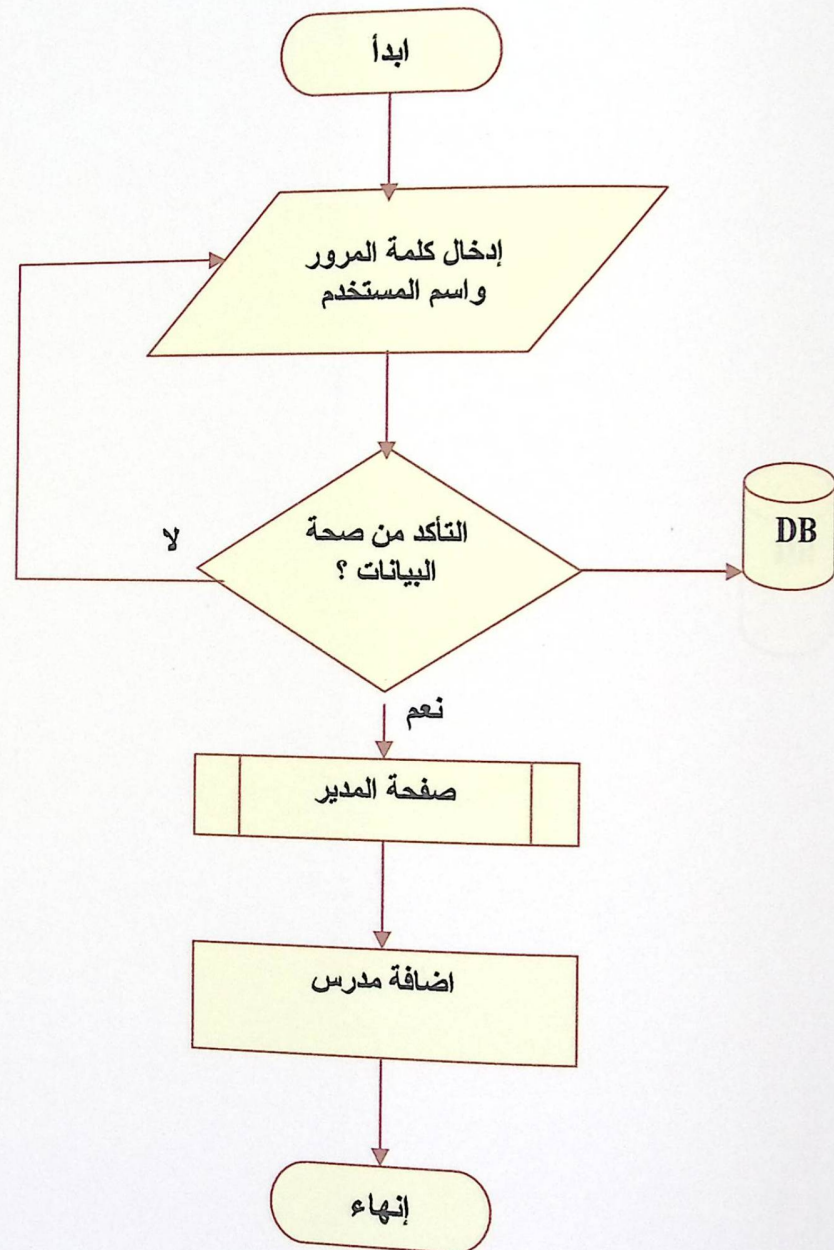 ابدأ
إدخال كلمة المرور
واسم المستخدم
التأكد من صحة
البيانات ؟
لا
DB
نعم
صفحة المدير
اضافة مدرس
إنهاء